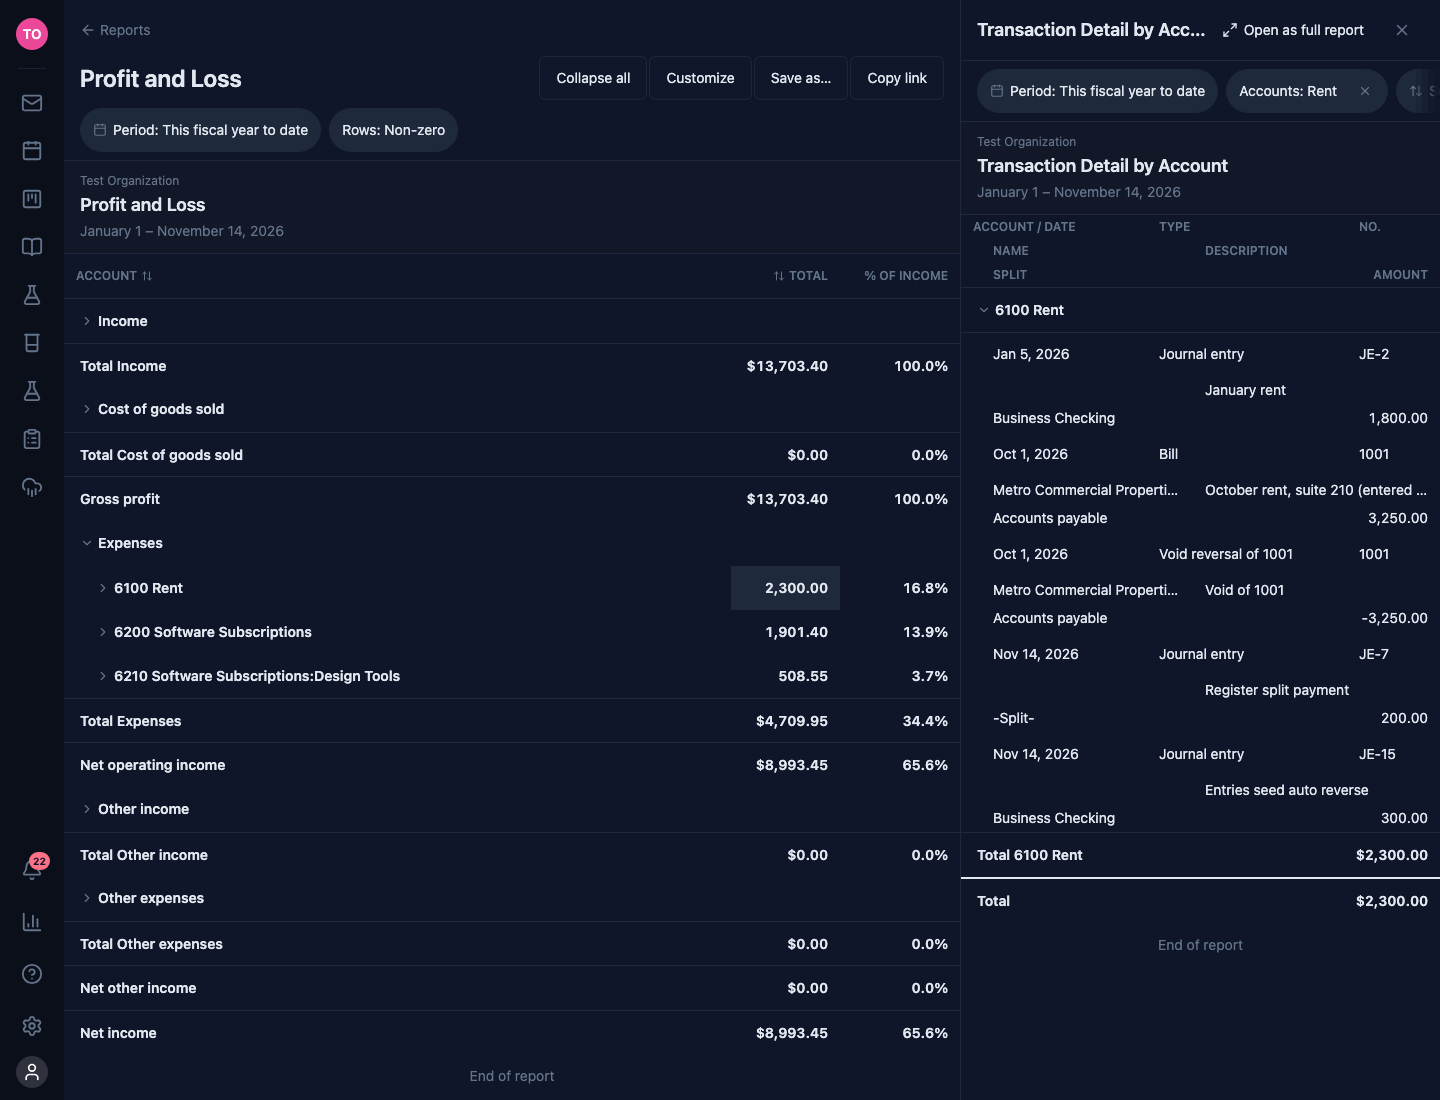 TO
22
Reports
Profit and Loss
Collapse all
Customize
Save as...
Copy link
Period: This fiscal year to date
Rows: Non-zero
Test Organization
Profit and Loss
January 1 – November 14, 2026
ACCOUNT TOTAL % OF INCOME
Income
Total Income $13,703.40 100.0%
Cost of goods sold
Total Cost of goods sold $0.00 0.0%
Gross profit $13,703.40 100.0%
Expenses
6100 Rent 2,300.00 16.8%
6200 Software Subscriptions 1,901.40 13.9%
6210 Software Subscriptions:Design Tools 508.55 3.7%
Total Expenses $4,709.95 34.4%
Net operating income $8,993.45 65.6%
Other income
Total Other income $0.00 0.0%
Other expenses
Total Other expenses $0.00 0.0%
Net other income $0.00 0.0%
Net income $8,993.45 65.6%
End of report
Transaction Detail by Acc...
Open as full report
Period: This fiscal year to date
Accounts: Rent
Test Organization
Transaction Detail by Account
January 1 – November 14, 2026
ACCOUNT / DATE TYPE NO.
NAME DESCRIPTION
SPLIT AMOUNT
6100 Rent
Jan 5, 2026 Journal entry JE-2
January rent
Business Checking 1,800.00
Oct 1, 2026 Bill 1001
Metro Commercial Properti... October rent, suite 210 (entered ...
Accounts payable 3,250.00
Oct 1, 2026 Void reversal of 1001 1001
Metro Commercial Properti... Void of 1001
Accounts payable -3,250.00
Nov 14, 2026 Journal entry JE-7
Register split payment
-Split- 200.00
Nov 14, 2026 Journal entry JE-15
Entries seed auto reverse
Business Checking 300.00
Total 6100 Rent $2,300.00
Total $2,300.00
End of report